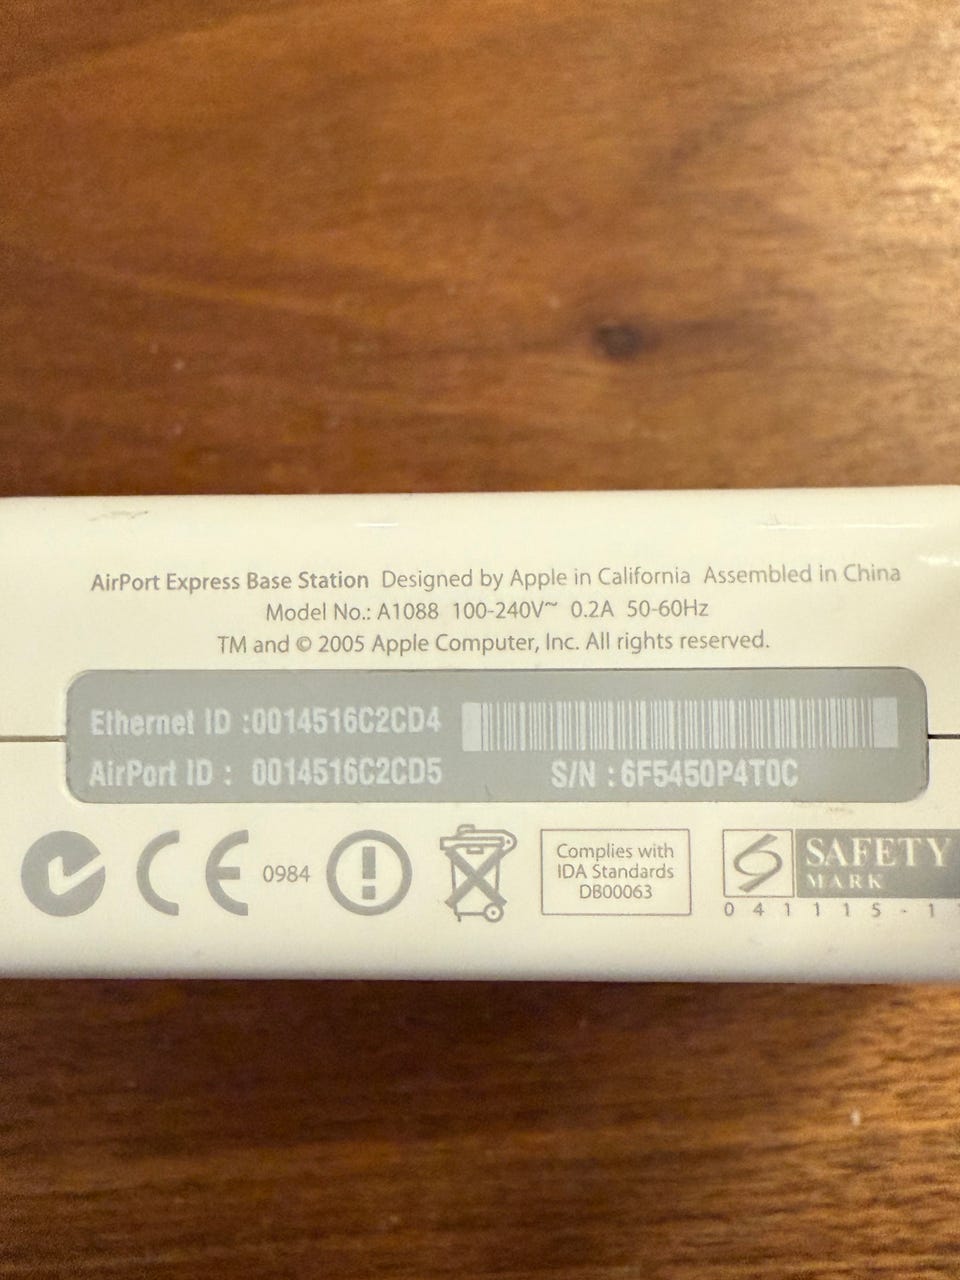 AirPort Express Base Station Designed by Apple in California Assembled in China
Model No.: A1088 100-240V~ 0.2A 50-60Hz
TM and © 2005 Apple Computer, Inc. All rights reserved.
Ethernet ID :0014516C2CD4
AirPort ID : 0014516C2CD5
S/N : 6F5450P4T0C
CE 0984
Complies with
IDA Standards
DB00063
SAFETY
MARK
041115-1